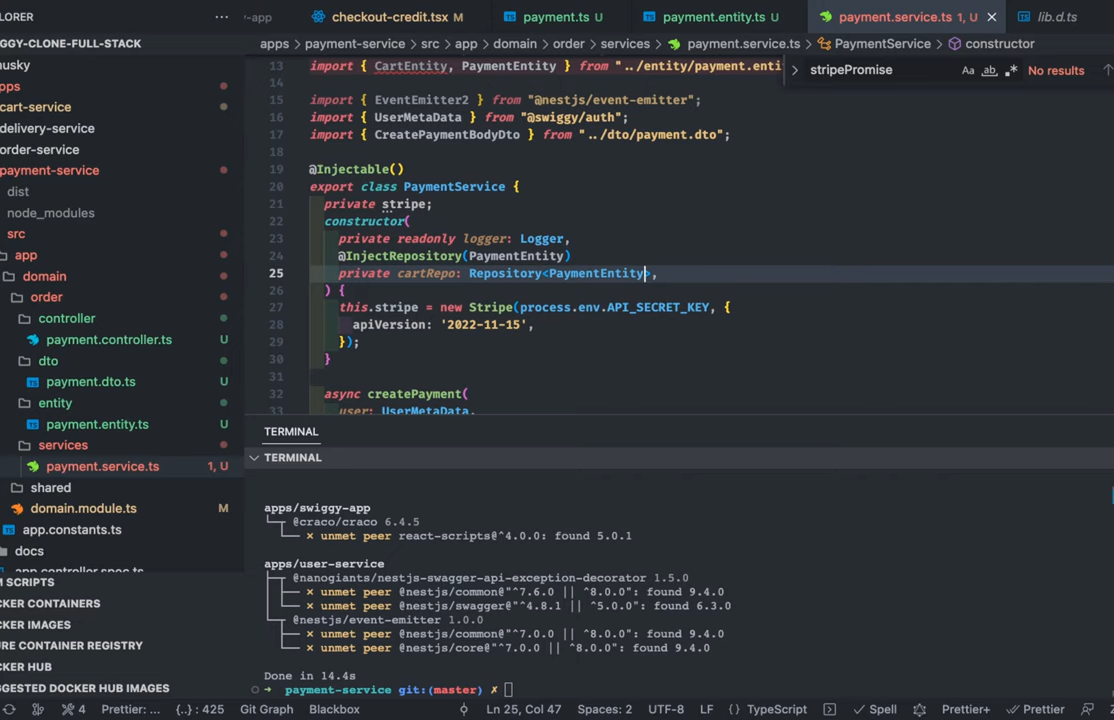 LORER ...
-app
checkout-credit.tsx M
payment.ts U
payment.entity.ts U
payment.service.ts 1, U
lib.d.ts
GGY-CLONE-FULL-STACK
apps > payment-service > src > app > domain > order > services > payment.service.ts > PaymentService > constructor
stripePromise
Aa ab .*
No results
usky
pps
cart-service
delivery-service
order-service
payment-service
dist
node_modules
src
app
domain
order
controller
payment.controller.ts U
dto
payment.dto.ts U
entity
payment.entity.ts U
services
payment.service.ts 1, U
shared
domain.module.ts M
app.constants.ts
docs
app.controller.spec.ts
M SCRIPTS
CKER CONTAINERS
CKER IMAGES
URE CONTAINER REGISTRY
CKER HUB
GGESTED DOCKER HUB IMAGES
13 import { CartEntity, PaymentEntity } from "../entity/payment.enti
14
15 import { EventEmitter2 } from "@nestjs/event-emitter";
16 import { UserMetaData } from "@swiggy/auth";
17 import { CreatePaymentBodyDto } from "../dto/payment.dto";
18
19 @Injectable()
20 export class PaymentService {
21 private stripe;
22 constructor(
23 private readonly logger: Logger,
24 @InjectRepository(PaymentEntity)
25 private cartRepo: Repository<PaymentEntity>,
26 ) {
27 this.stripe = new Stripe(process.env.API_SECRET_KEY, {
28 apiVersion: '2022-11-15',
29 });
30 }
31
32 async createPayment(
33 user: UserMetaData,
TERMINAL
TERMINAL
apps/swiggy-app
└─┬ @craco/craco 6.4.5
└── × unmet peer react-scripts@^4.0.0: found 5.0.1
apps/user-service
├─┬ @nanogiants/nestjs-swagger-api-exception-decorator 1.5.0
│ ├── × unmet peer @nestjs/common@"^7.6.0 || ^8.0.0": found 9.4.0
│ └── × unmet peer @nestjs/swagger@"^4.8.1 || ^5.0.0": found 6.3.0
└─┬ @nestjs/event-emitter 1.0.0
├── × unmet peer @nestjs/common@"^7.0.0 || ^8.0.0": found 9.4.0
└── × unmet peer @nestjs/core@"^7.0.0 || ^8.0.0": found 9.4.0
Done in 14.4s
➜ payment-service git:(master) ✗
4 Prettier: ... {..} : 425 Git Graph Blackbox Ln 25, Col 47 Spaces: 2 UTF-8 LF {} TypeScript Spell Prettier+ Prettier